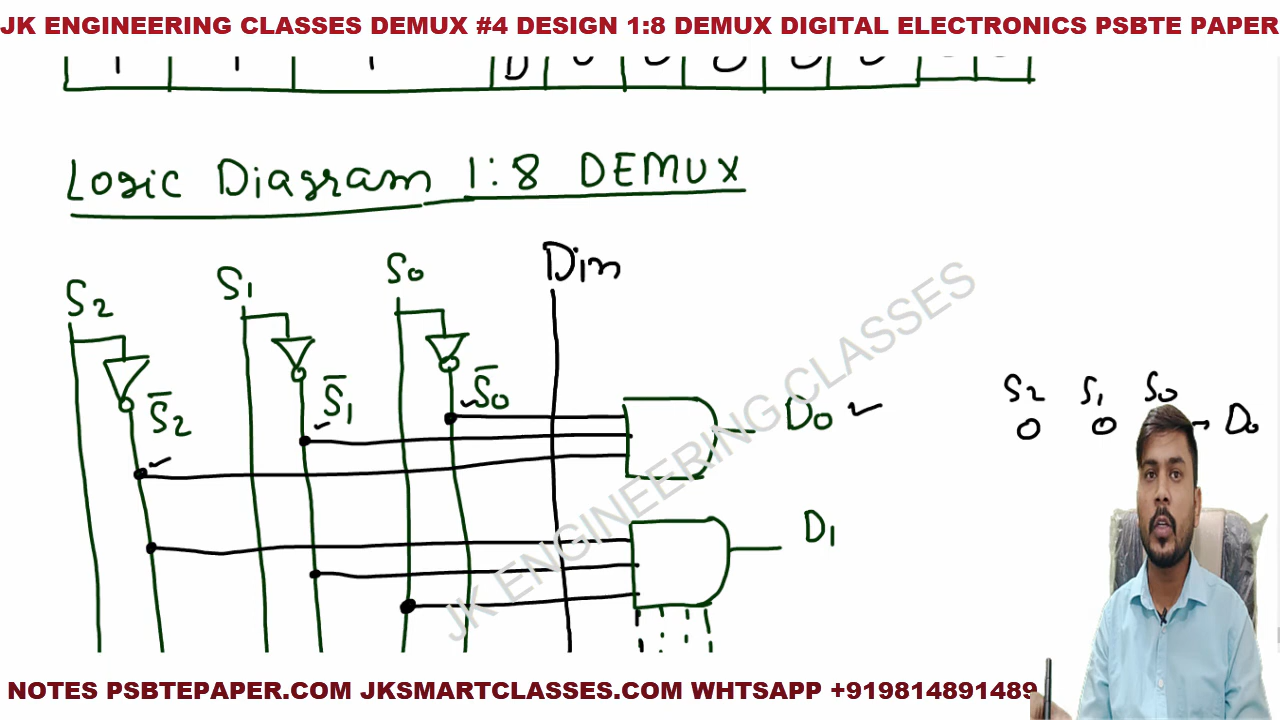 JK ENGINEERING CLASSES DEMUX #4 DESIGN 1:8 DEMUX DIGITAL ELECTRONICS PSBTE PAPER
Logic Diagram 1:8 DEMUX
S2 S1 S0 Din
S̅2 S̅1 S̅0
D0
S2 S1 S0
0 0 → D0
D1
JK ENGINEERING CLASSES
NOTES PSBTEPAPER.COM JKSMARTCLASSES.COM WHTSAPP +919814891489